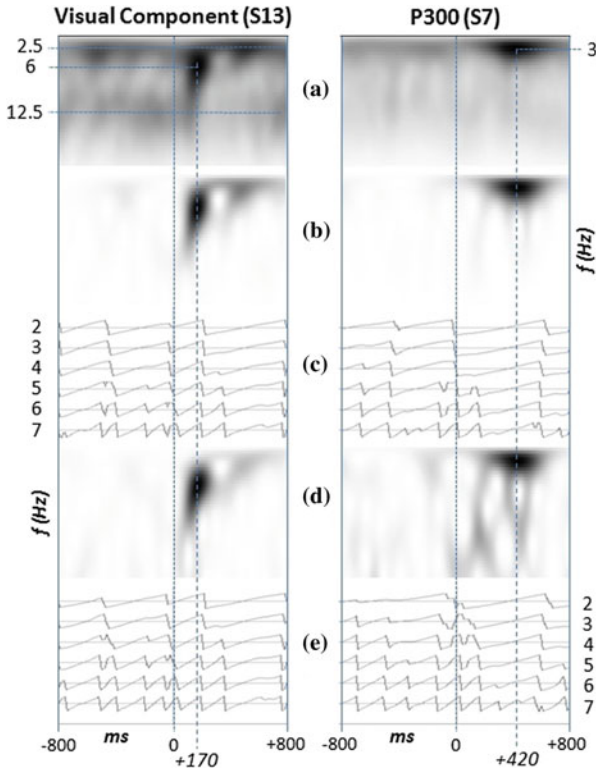 Visual Component (S13)
P300 (S7)
2.5
6
12.5
3
(a)
(b)
f (Hz)
2
3
4
5
6
7
(c)
f (Hz)
(d)
2
3
4
5
6
7
(e)
-800
ms
0
+170
+800
-800
ms
0
+420
+800